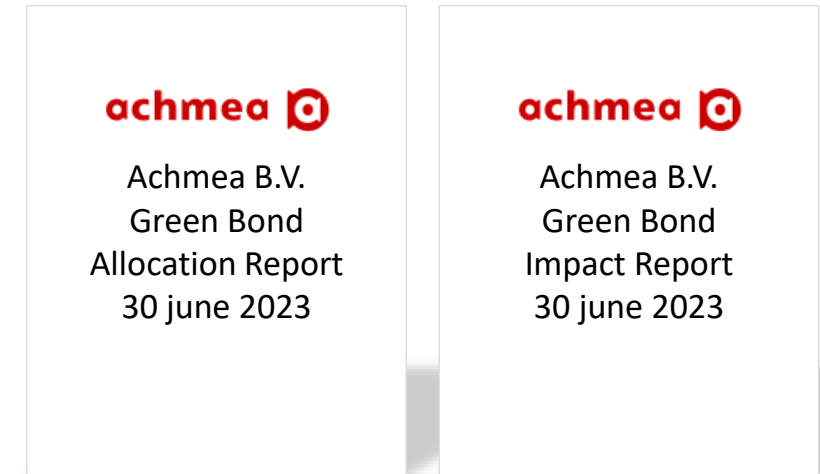 achmea
Achmea B.V.
Green Bond
Allocation Report
30 june 2023
achmea
Achmea B.V.
Green Bond
Impact Report
30 june 2023